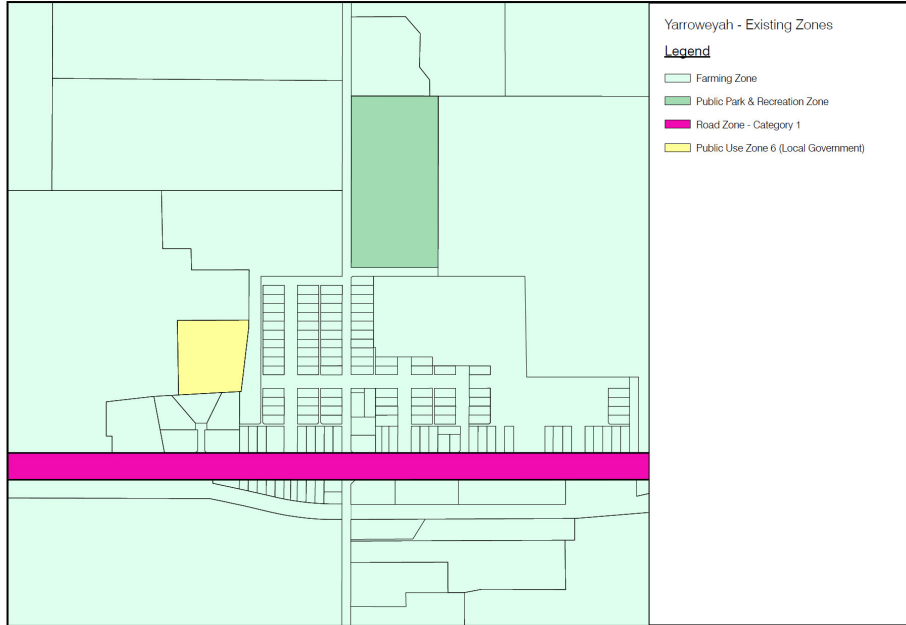 Yarroweyah - Existing Zones
Legend
Farming Zone
Public Park & Recreation Zone
Road Zone - Category 1
Public Use Zone 6 (Local Government)